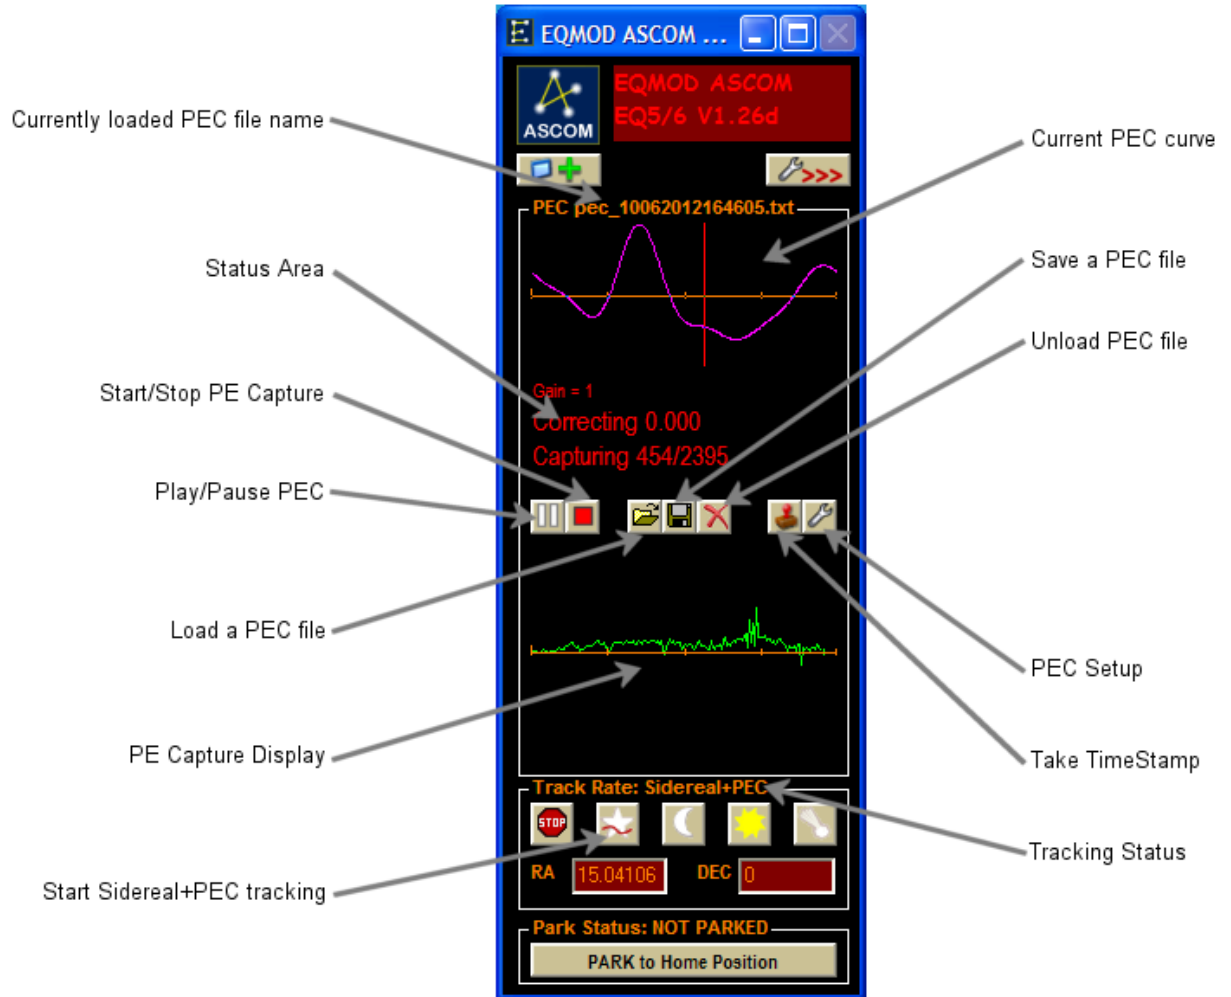 EQMOD ASCOM ...
EQMOD ASCOM
EQ5/6 V1.26d
ASCOM
>>>
Currently loaded PEC file name
Current PEC curve
PEC pec_10062012164605.txt
Status Area
Save a PEC file
Unload PEC file
Start/Stop PE Capture
Gain = 1
Correcting 0.000
Capturing 454/2395
Play/Pause PEC
Load a PEC file
PEC Setup
PE Capture Display
Take TimeStamp
Track Rate: Sidereal+PEC
STOP
Tracking Status
RA 15.04106 DEC 0
Start Sidereal+PEC tracking
Park Status: NOT PARKED
PARK to Home Position